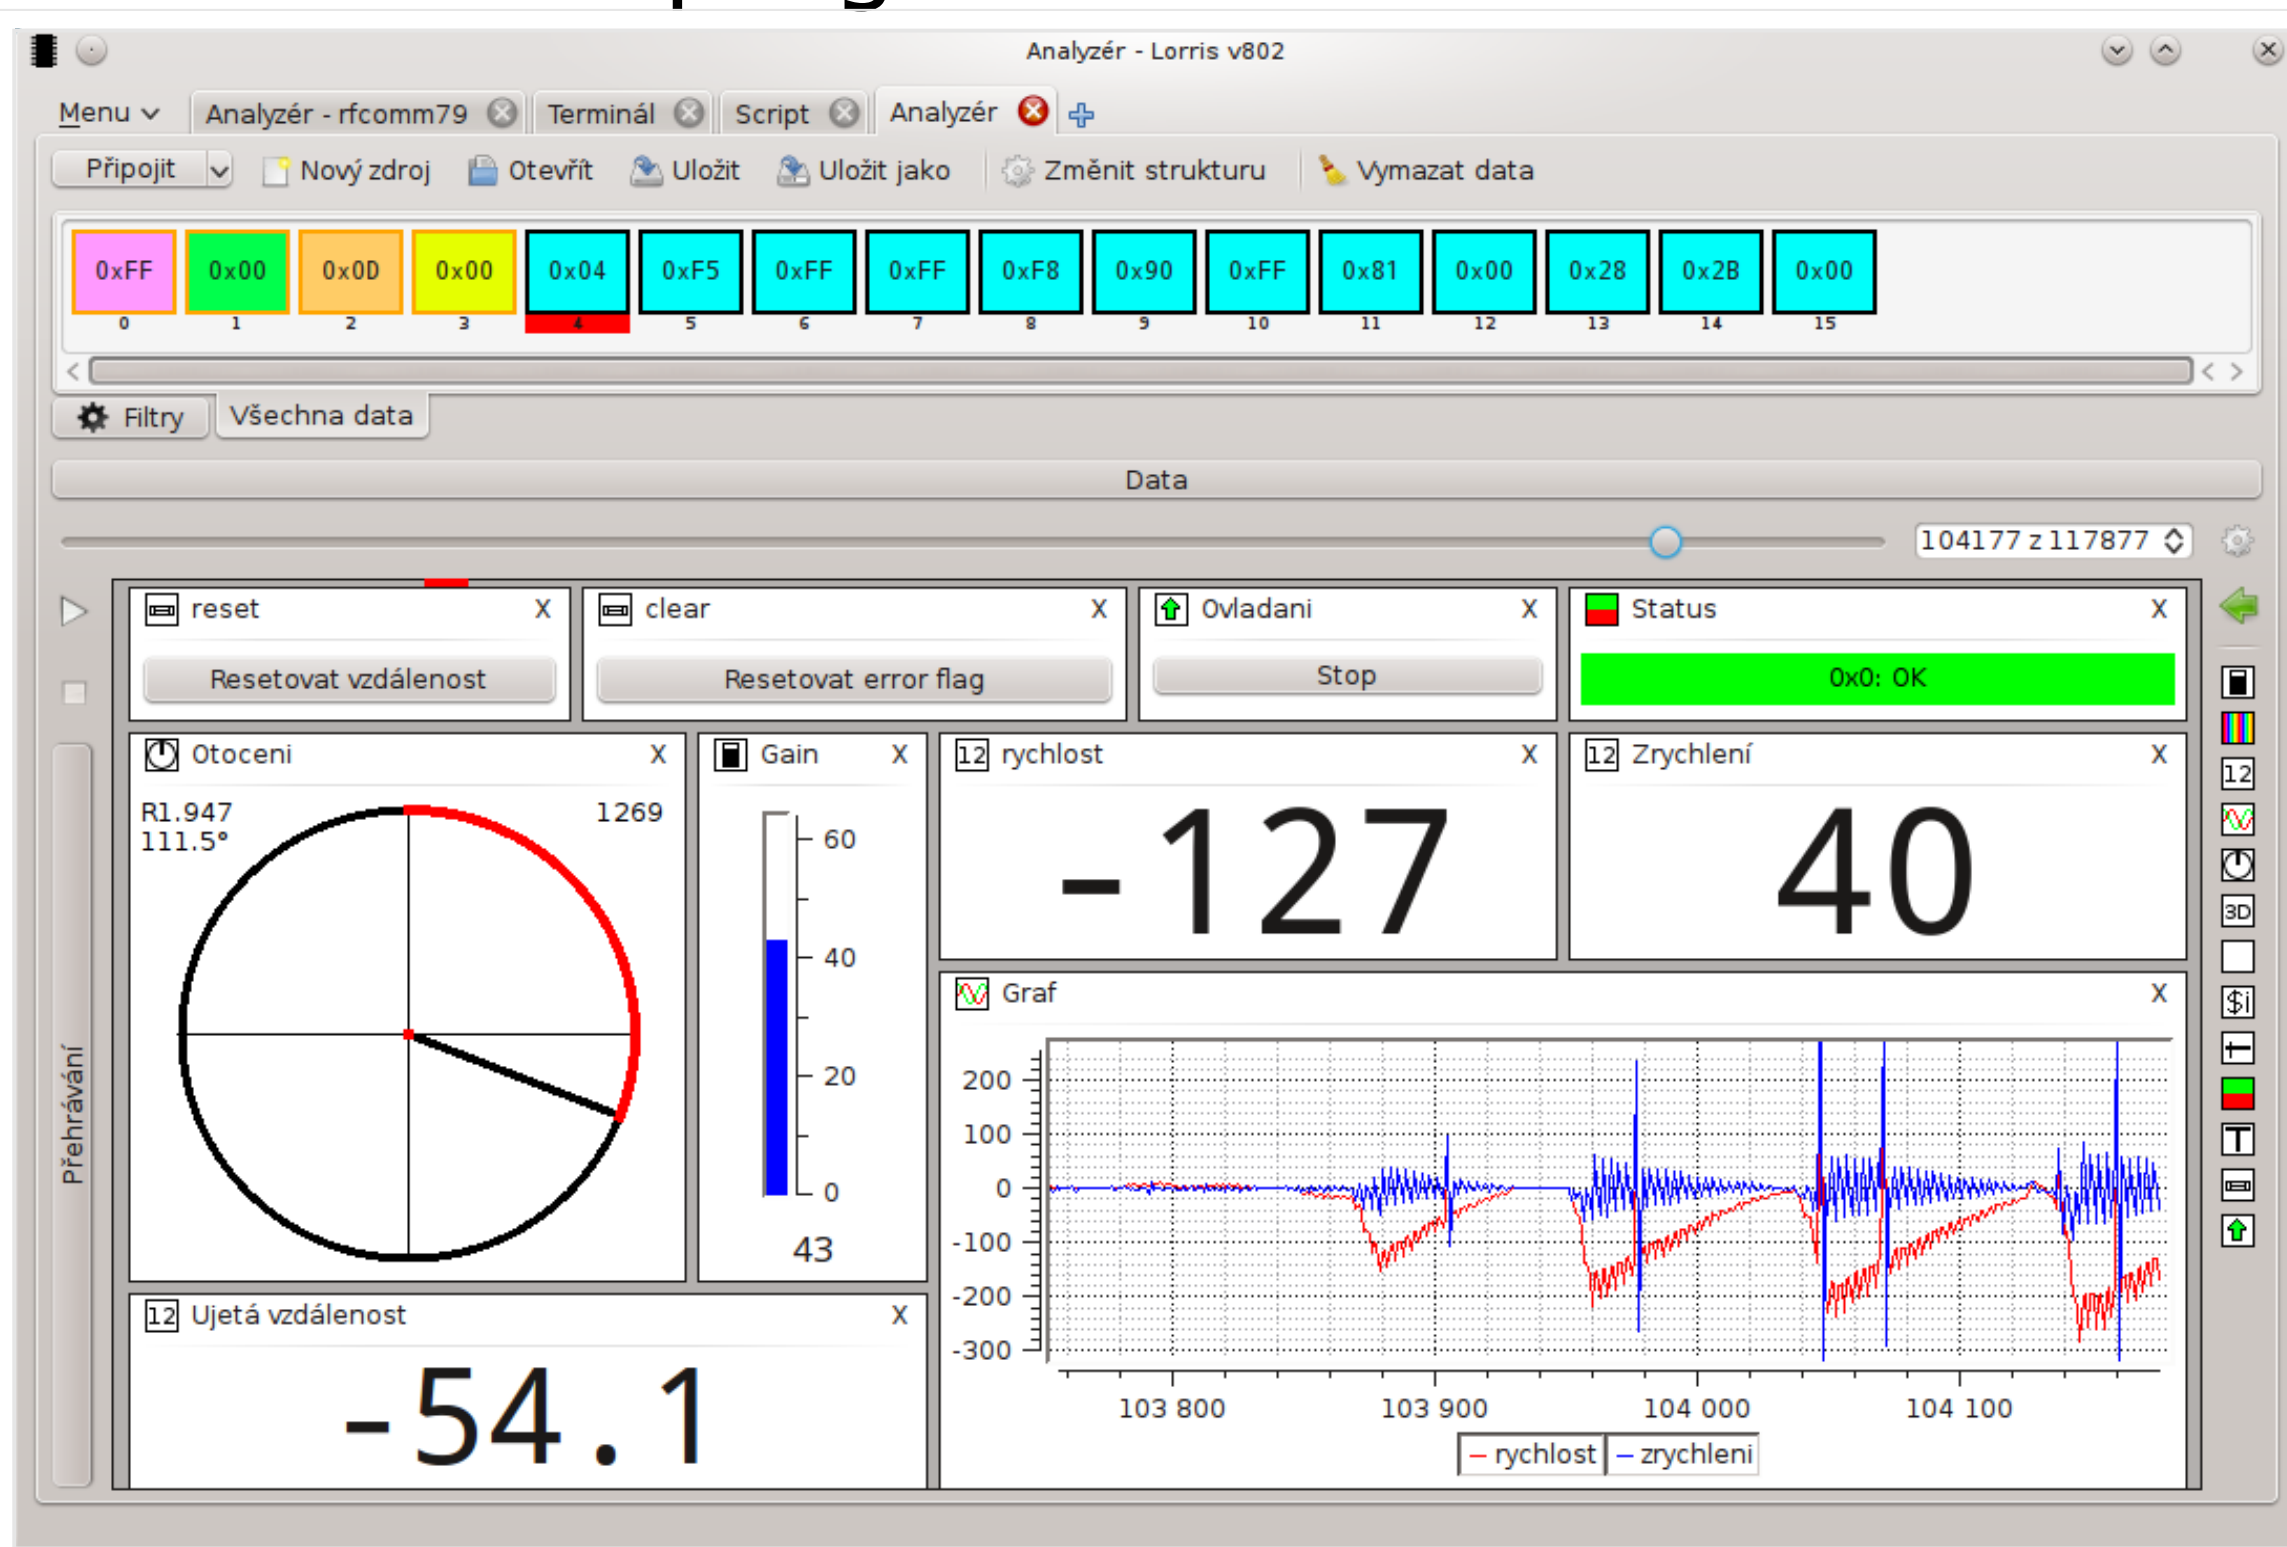 Analyzér - Lorris v802
Menu Analyzér - rfcomm79 Terminál Script Analyzér
Připojit Nový zdroj Otevřít Uložit Uložit jako Změnit strukturu Vymazat data
0xFF 0x00 0x0D 0x00 0x04 0xF5 0xFF 0xFF 0xF8 0x90 0xFF 0x81 0x00 0x28 0x2B 0x00
0 1 2 3 4 5 6 7 8 9 10 11 12 13 14 15
Filtry Všechna data
Data
104177 z 117877
reset X clear X Ovladani X Status X
Resetovat vzdálenost Resetovat error flag Stop 0x0: OK
Otoceni X Gain X 12 rychlost X 12 Zrychlení X
R1.947 1269
111.5°
60
40
20
0
43
-127
40
Graf X
200
100
0
-100
-200
-300
103 800 103 900 104 000 104 100
rychlost zrychleni
12 Ujetá vzdálenost X
-54.1
Přehrávání
12
3D
$i
T